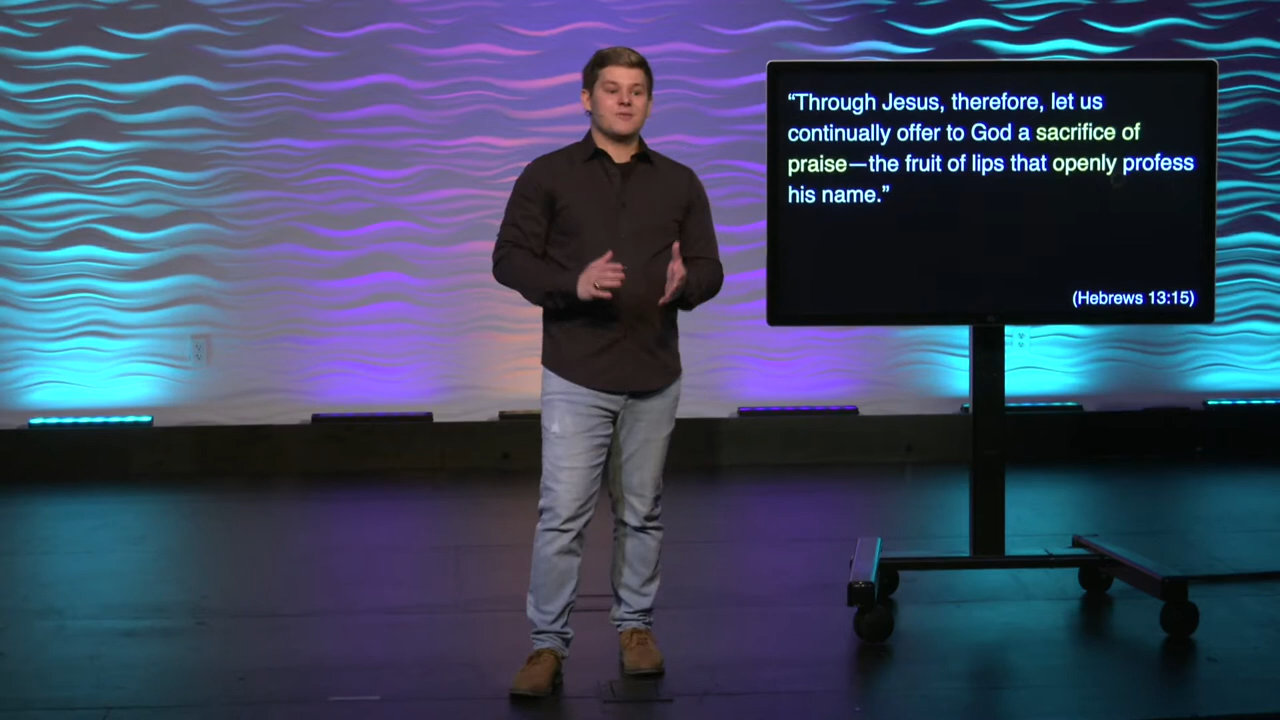 “Through Jesus, therefore, let us
continually offer to God a sacrifice of
praise—the fruit of lips that openly profess
his name.”
(Hebrews 13:15)